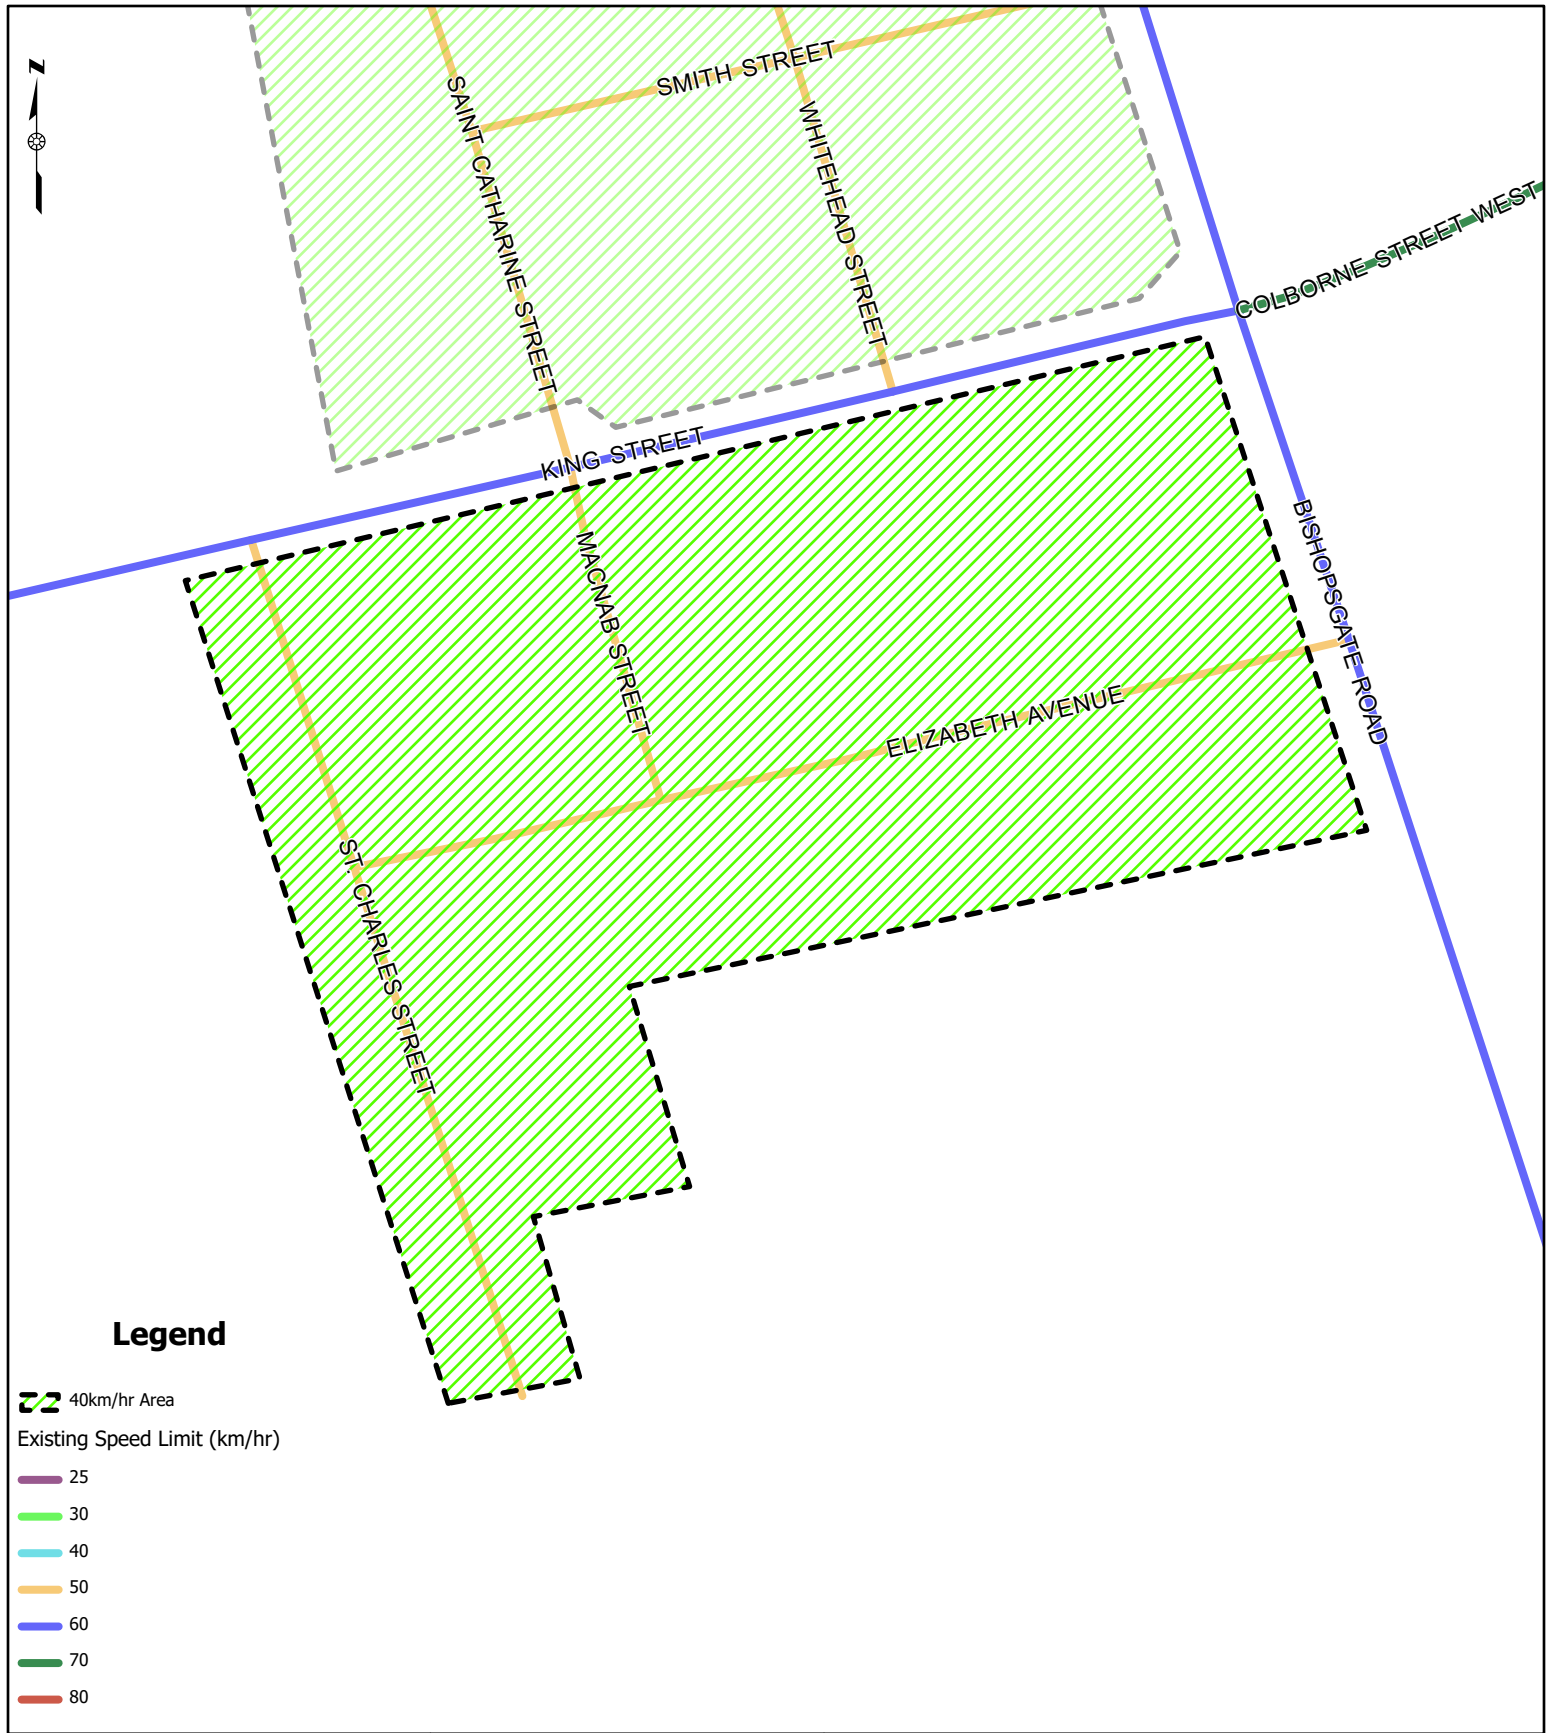 N
SMITH STREET
SAINT CATHARINE STREET
WHITEHEAD STREET
COLBORNE STREET WEST
KING STREET
BISHOPSGATE ROAD
MACNAB STREET
ELIZABETH AVENUE
ST. CHARLES STREET
Legend
40km/hr Area
Existing Speed Limit (km/hr)
25
30
40
50
60
70
80